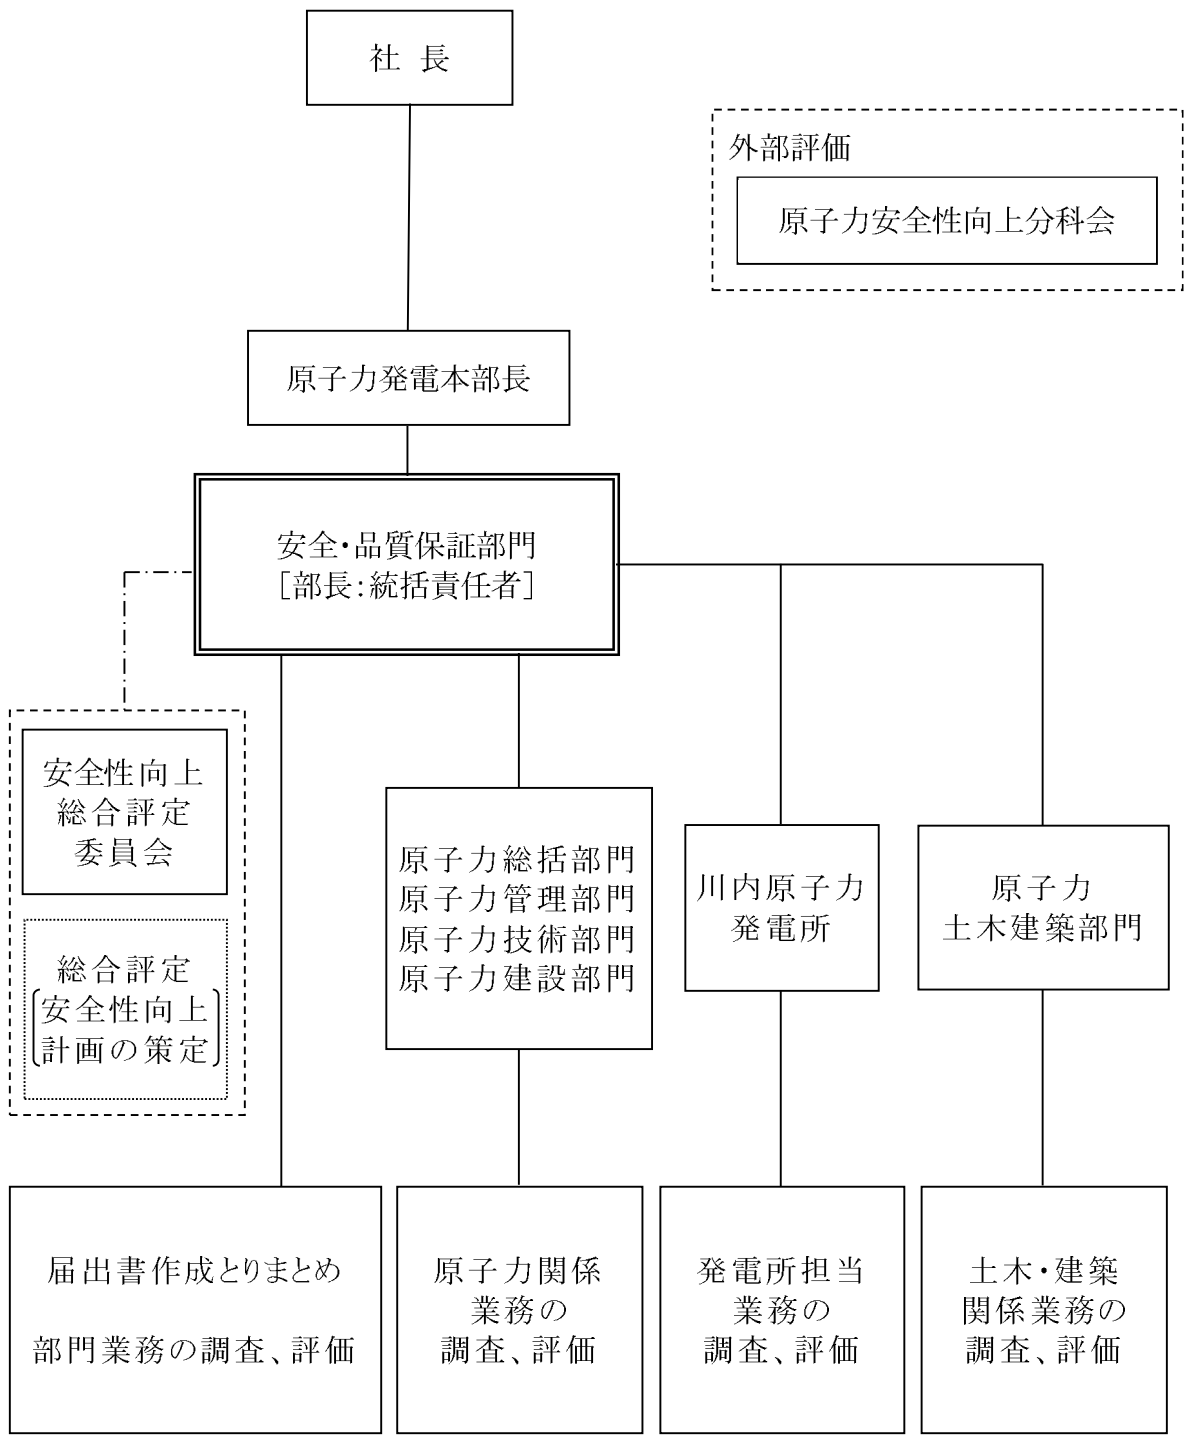 社長
外部評価
原子力安全性向上分科会
原子力発電本部長
安全・品質保証部門
[部長：統括責任者]
安全性向上
総合評定
委員会
総合評定
安全性向上
計画の策定
原子力総括部門
原子力管理部門
原子力技術部門
原子力建設部門
川内原子力
発電所
原子力
土木建築部門
届出書作成とりまとめ
部門業務の調査、評価
原子力関係
業務の
調査、評価
発電所担当
業務の
調査、評価
土木・建築
関係業務の
調査、評価